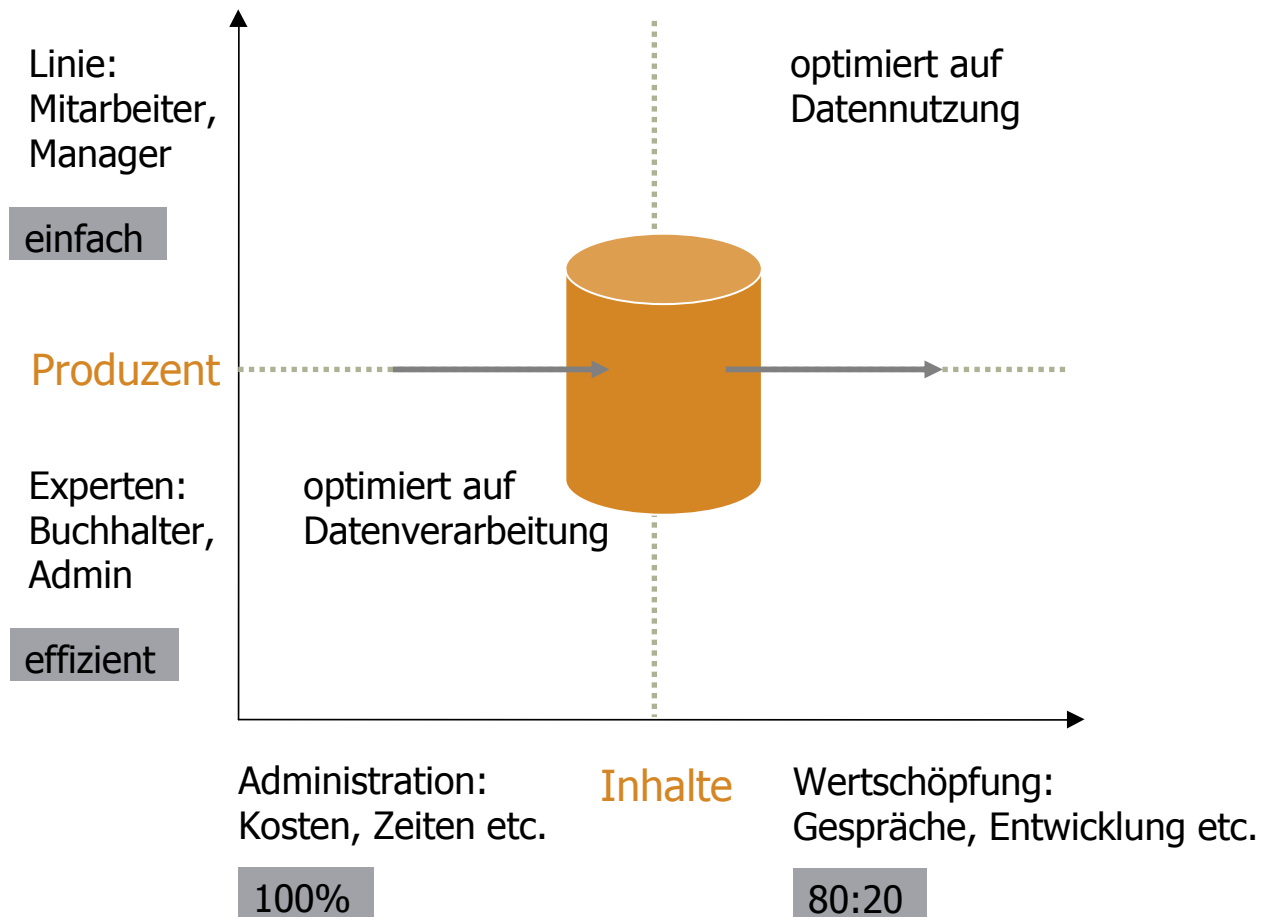 Linie:
Mitarbeiter,
Manager
einfach
optimiert auf
Datennutzung
Produzent
Experten:
Buchhalter,
Admin
effizient
optimiert auf
Datenverarbeitung
Administration:
Kosten, Zeiten etc.
100%
Inhalte
Wertschöpfung:
Gespräche, Entwicklung etc.
80:20